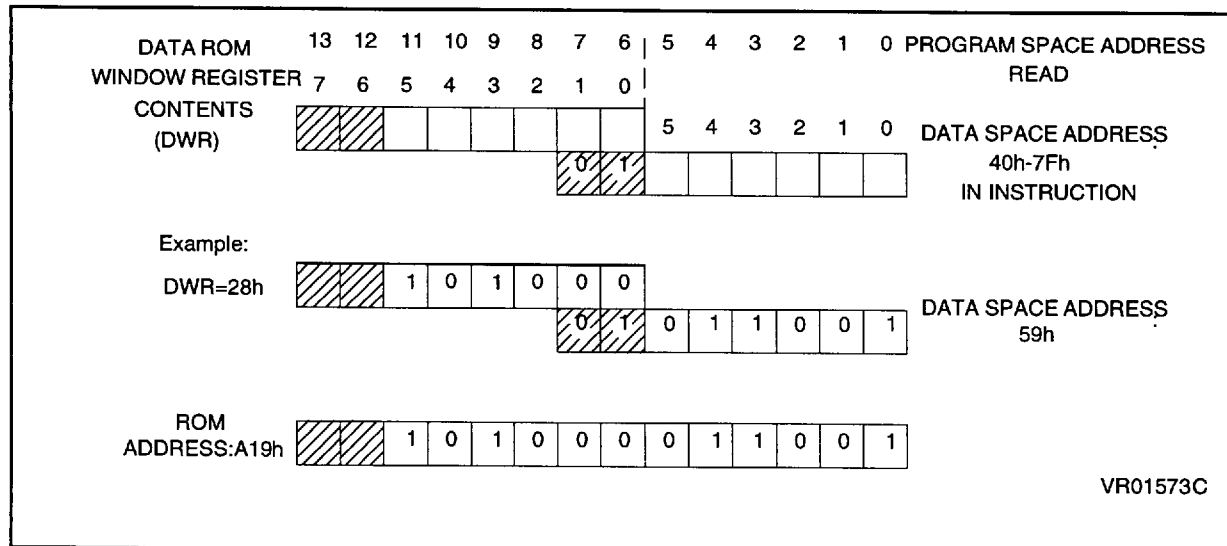 DATA ROM 13 12 11 10 9 8 7 6 5 4 3 2 1 0 PROGRAM SPACE ADDRESS
WINDOW REGISTER 7 6 5 4 3 2 1 0 READ
CONTENTS
(DWR)
5 4 3 2 1 0 DATA SPACE ADDRESS
0 1 40h-7Fh
IN INSTRUCTION
Example:
DWR=28h 1 0 1 0 0 0
0 1 0 1 1 0 0 1 DATA SPACE ADDRESS
59h
ROM
ADDRESS:A19h 1 0 1 0 0 0 0 1 1 0 0 1
VR01573C